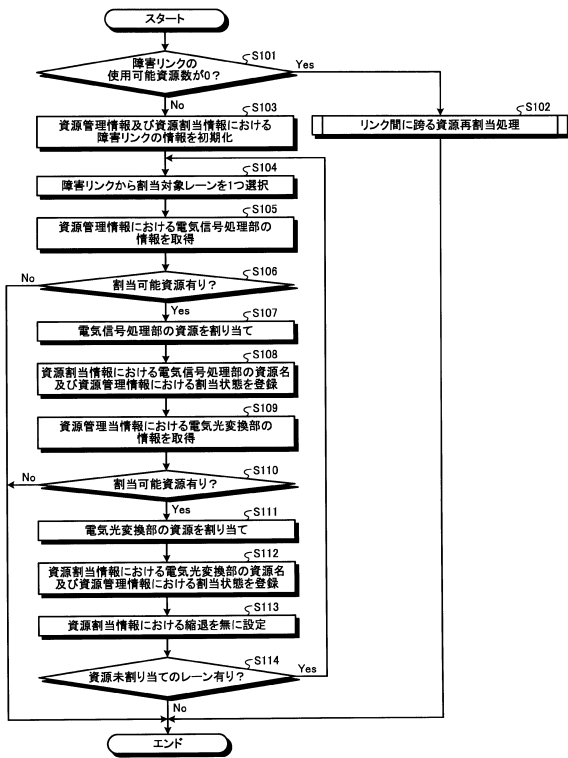 スタート
S101
障害リンクの
使用可能資源数が0?
Yes
No
S102
リンク間に跨る資源再割当処理
S103
資源管理情報及び資源割当情報における
障害リンクの情報を初期化
S104
障害リンクから割当対象レーンを1つ選択
S105
資源管理情報における電気信号処理部の
情報を取得
S106
割当可能資源有り?
No
Yes
S107
電気信号処理部の資源を割り当て
S108
資源割当情報における電気信号処理部の資源名
及び資源管理情報における割当状態を登録
S109
資源管理当情報における電気光変換部の
情報を取得
S110
割当可能資源有り?
No
Yes
S111
電気光変換部の資源を割り当て
S112
資源割当情報における電気光変換部の資源名
及び資源管理情報における割当状態を登録
S113
資源割当情報における縮退を無に設定
S114
資源未割り当てのレーン有り?
Yes
No
エンド